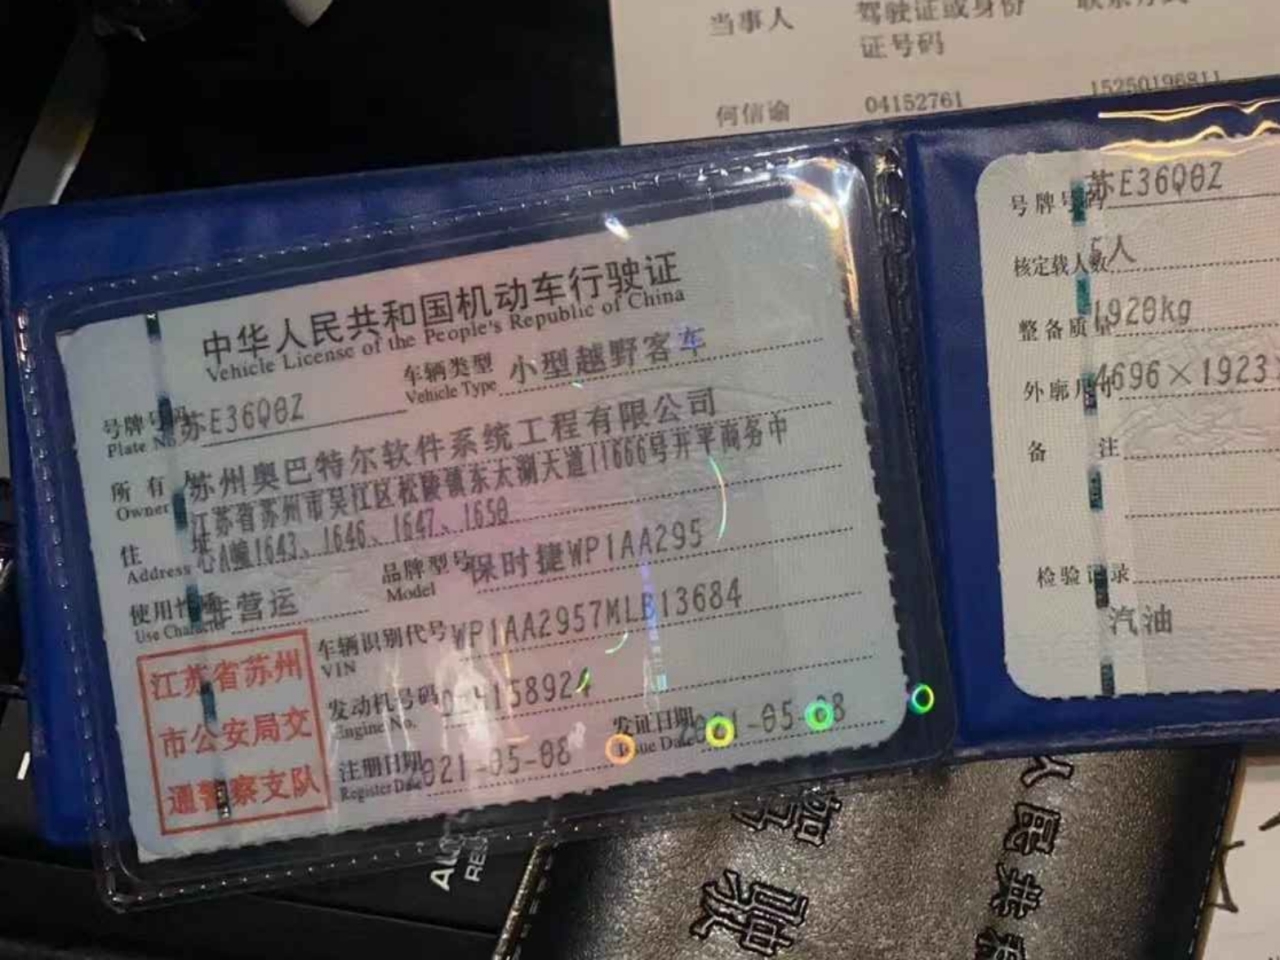 当事人
驾驶证或身份
证号码
何信谕
04152761
15250196811
中华人民共和国机动车行驶证
Vehicle License of the People's Republic of China
号牌号码 苏E36Q0Z
Plate No.
车辆类型 小型越野客车
Vehicle Type
所有人 苏州奥巴特尔软件系统工程有限公司
Owner
住址 江苏省苏州市吴江区松陵镇东太湖大道11666号开平商务中
Address 心A幢1643、1646、1647、1650
使用性质 非营运
Use Character
品牌型号 保时捷WP1AA295
Model
车辆识别代号 WP1AA2957MLB13684
VIN
发动机号码
Engine No.
注册日期 2021-05-08
Register Date
发证日期 2021-05-08
Issue Date
江苏省苏州
市公安局交
通警察支队
号牌号码 苏E36Q0Z
核定载人数 5人
整备质量 1920kg
外廓尺寸 4696×1923
备注
检验记录
汽油
人民共和
驾驶